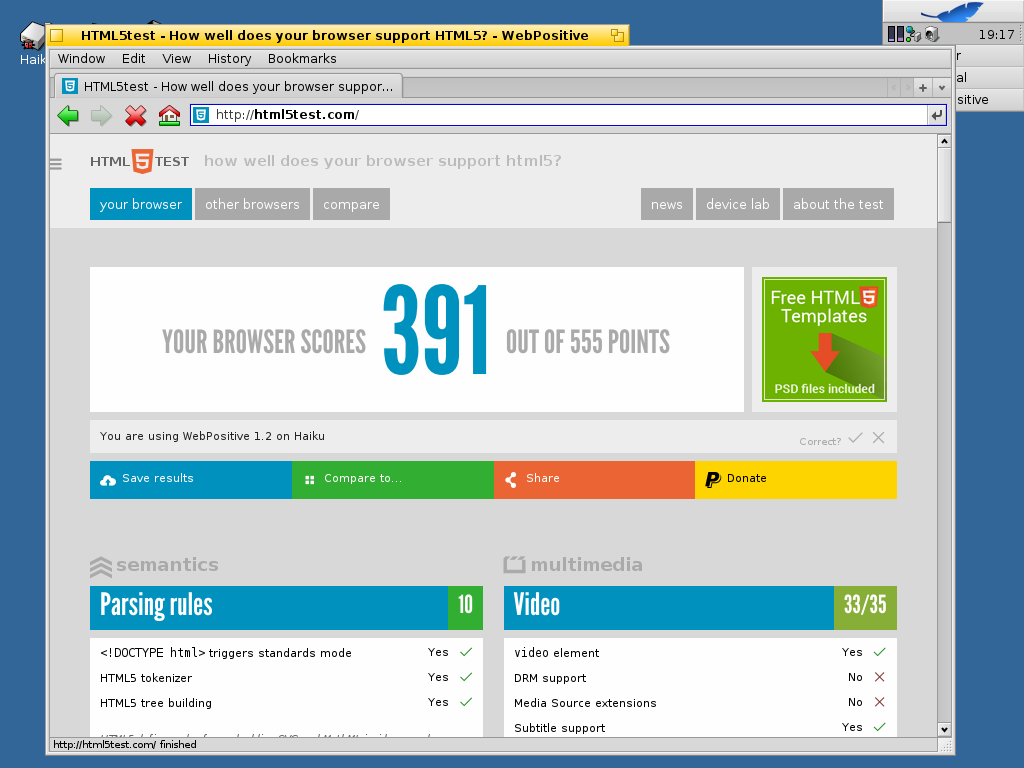 HTML5test - How well does your browser support HTML5? - WebPositive
19:17
Haik
Window Edit View History Bookmarks
r
al
sitive
HTML5test - How well does your browser suppor...
http://html5test.com/
HTML5TEST how well does your browser support html5?
your browser other browsers compare news device lab about the test
YOUR BROWSER SCORES 391 OUT OF 555 POINTS
Free HTML5
Templates
PSD files included
You are using WebPositive 1.2 on Haiku
Correct?
Save results Compare to... Share Donate
semantics
multimedia
Parsing rules 10
Video 33/35
<!DOCTYPE html> triggers standards mode Yes
HTML5 tokenizer Yes
HTML5 tree building Yes
video element Yes
DRM support No
Media Source extensions No
Subtitle support Yes
http://html5test.com/ finished